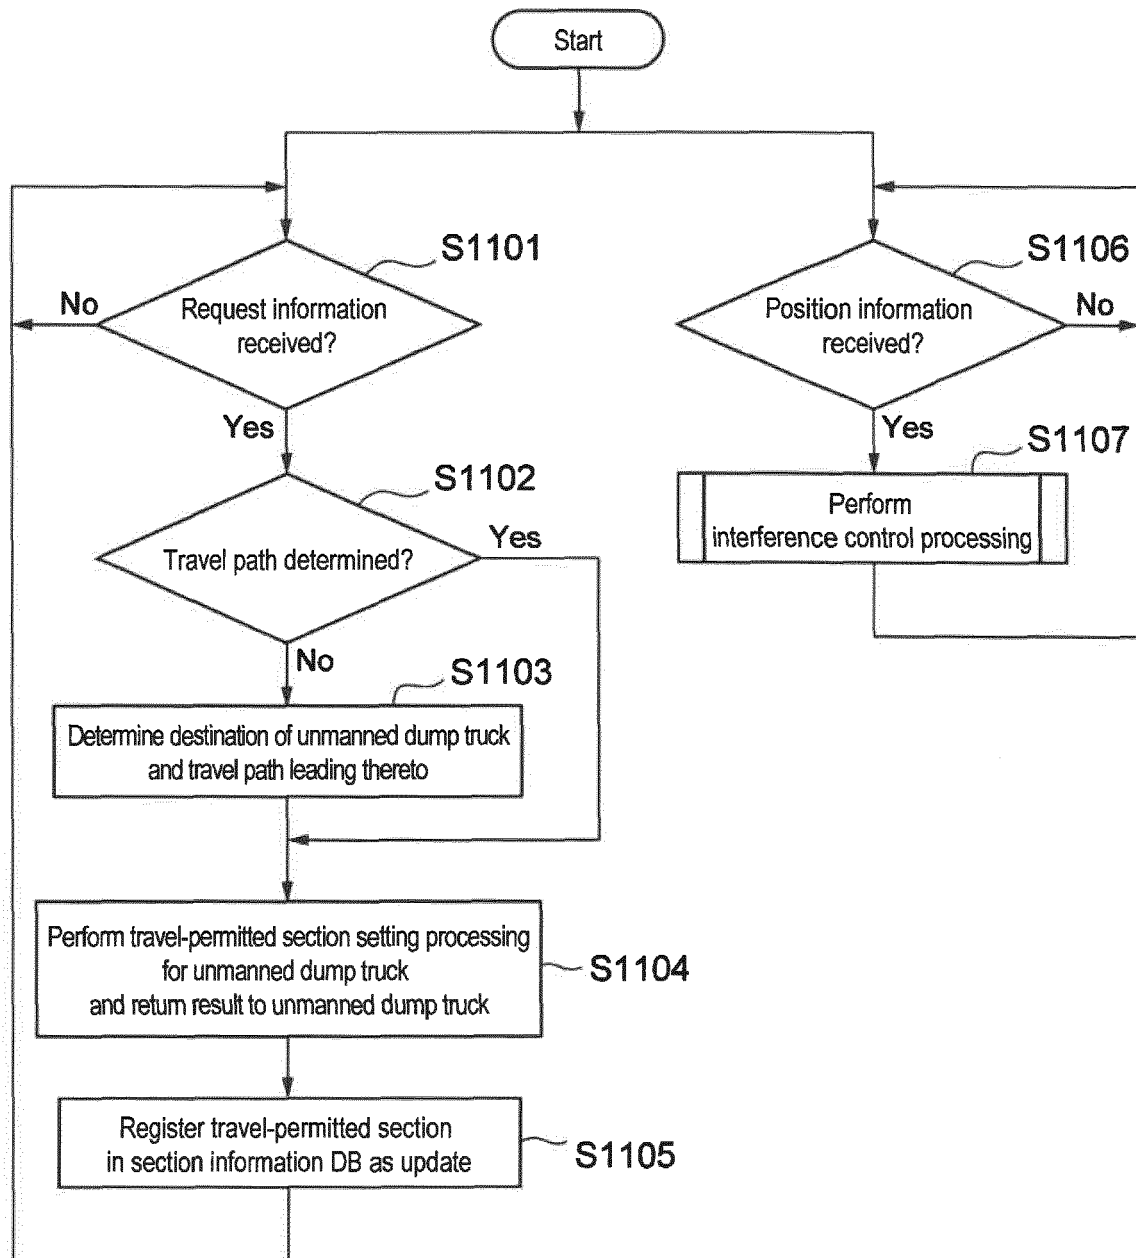 Start
S1101
Request information
received?
No
Yes
S1102
Travel path determined?
Yes
No
S1103
Determine destination of unmanned dump truck
and travel path leading thereto
Perform travel-permitted section setting processing
for unmanned dump truck
and return result to unmanned dump truck
S1104
Register travel-permitted section
in section information DB as update
S1105
S1106
Position information
received?
No
Yes
S1107
Perform
interference control processing